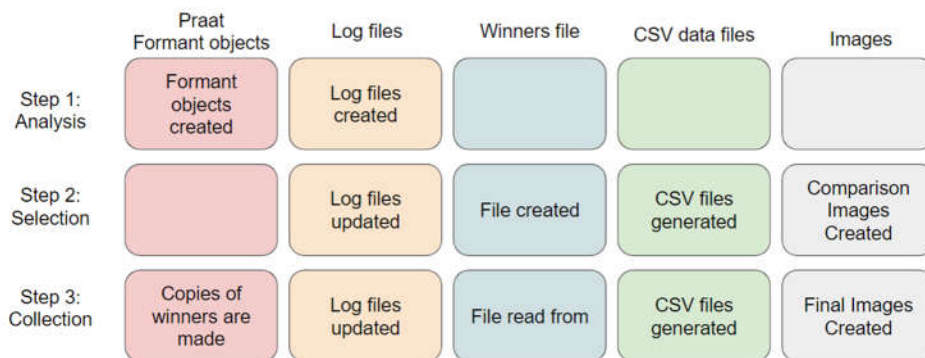 Praat
Formant objects
Log files
Winners file
CSV data files
Images
Step 1:
Analysis
Formant
objects
created
Log files
created
Step 2:
Selection
Log files
updated
File created
CSV files
generated
Comparison
Images
Created
Step 3:
Collection
Copies of
winners are
made
Log files
updated
File read from
CSV files
generated
Final Images
Created